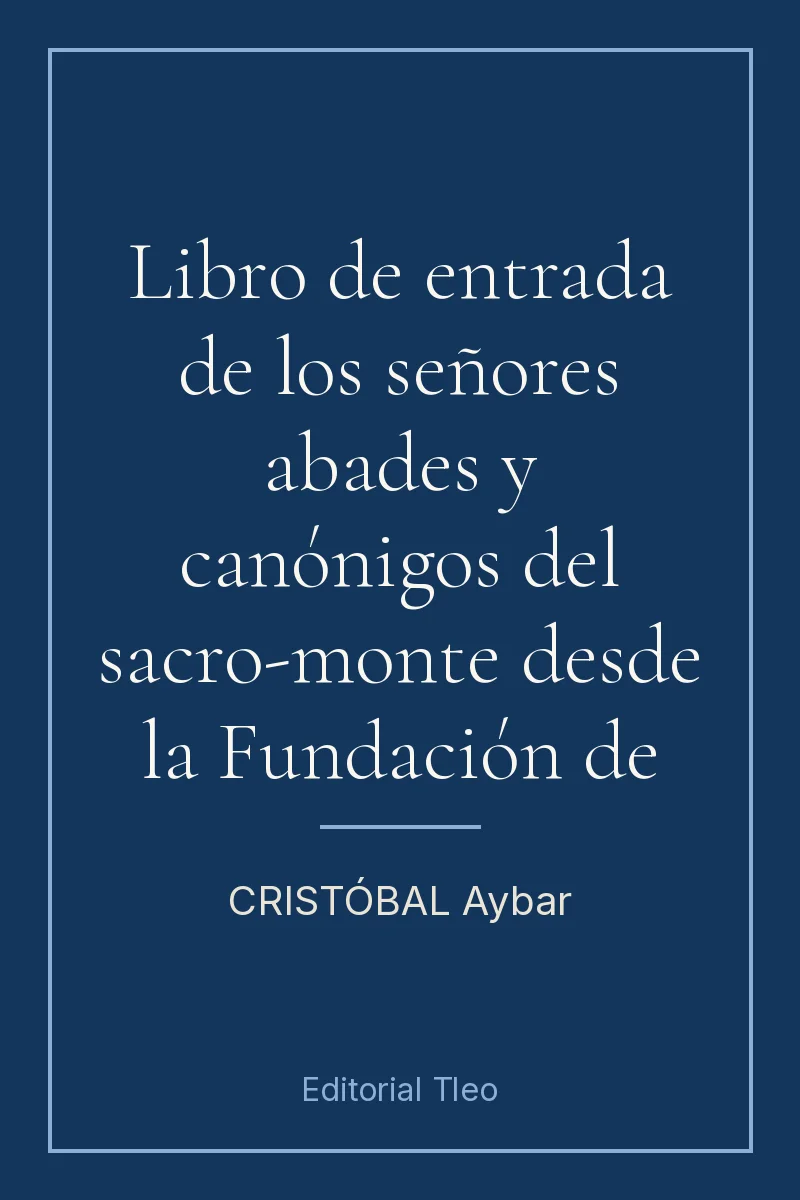 Libro de entrada
de los señores
abades y
canónigos del
sacro-monte desde
la Fundación de
CRISTÓBAL Aybar
Editorial Tleo